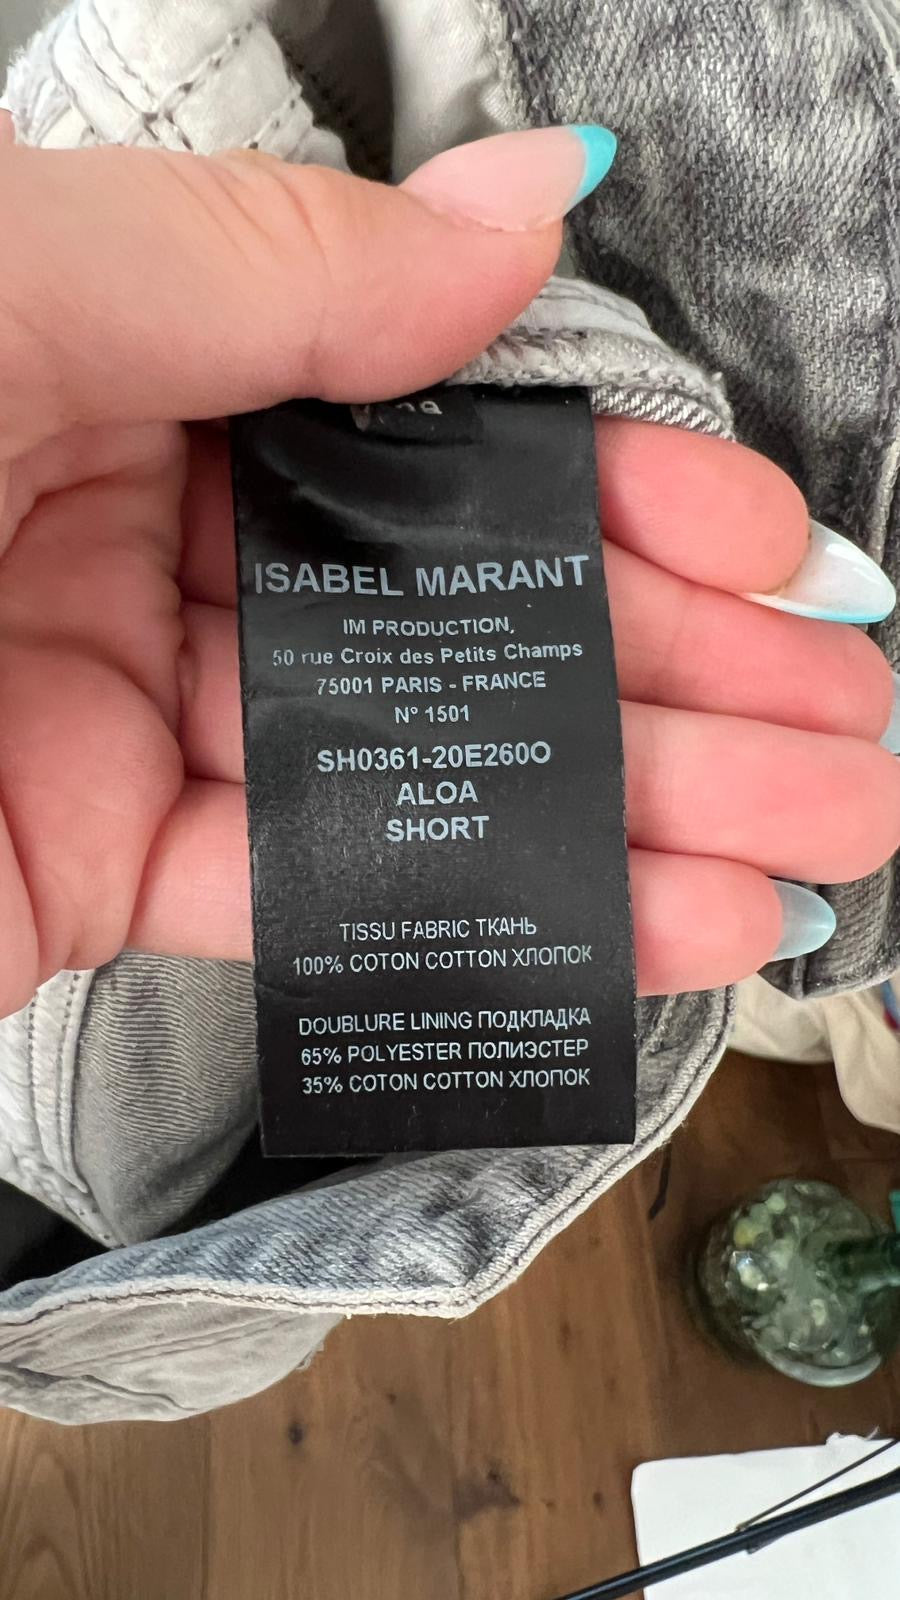 ISABEL MARANT
IM PRODUCTION,
50 rue Croix des Petits Champs
75001 PARIS - FRANCE
N° 1501
SH0361-20E260O
ALOA
SHORT
TISSU FABRIC ТКАНЬ
100% COTON COTTON ХЛОПОК
DOUBLURE LINING ПОДКЛАДКА
65% POLYESTER ПОЛИЭСТЕР
35% COTON COTTON ХЛОПОК